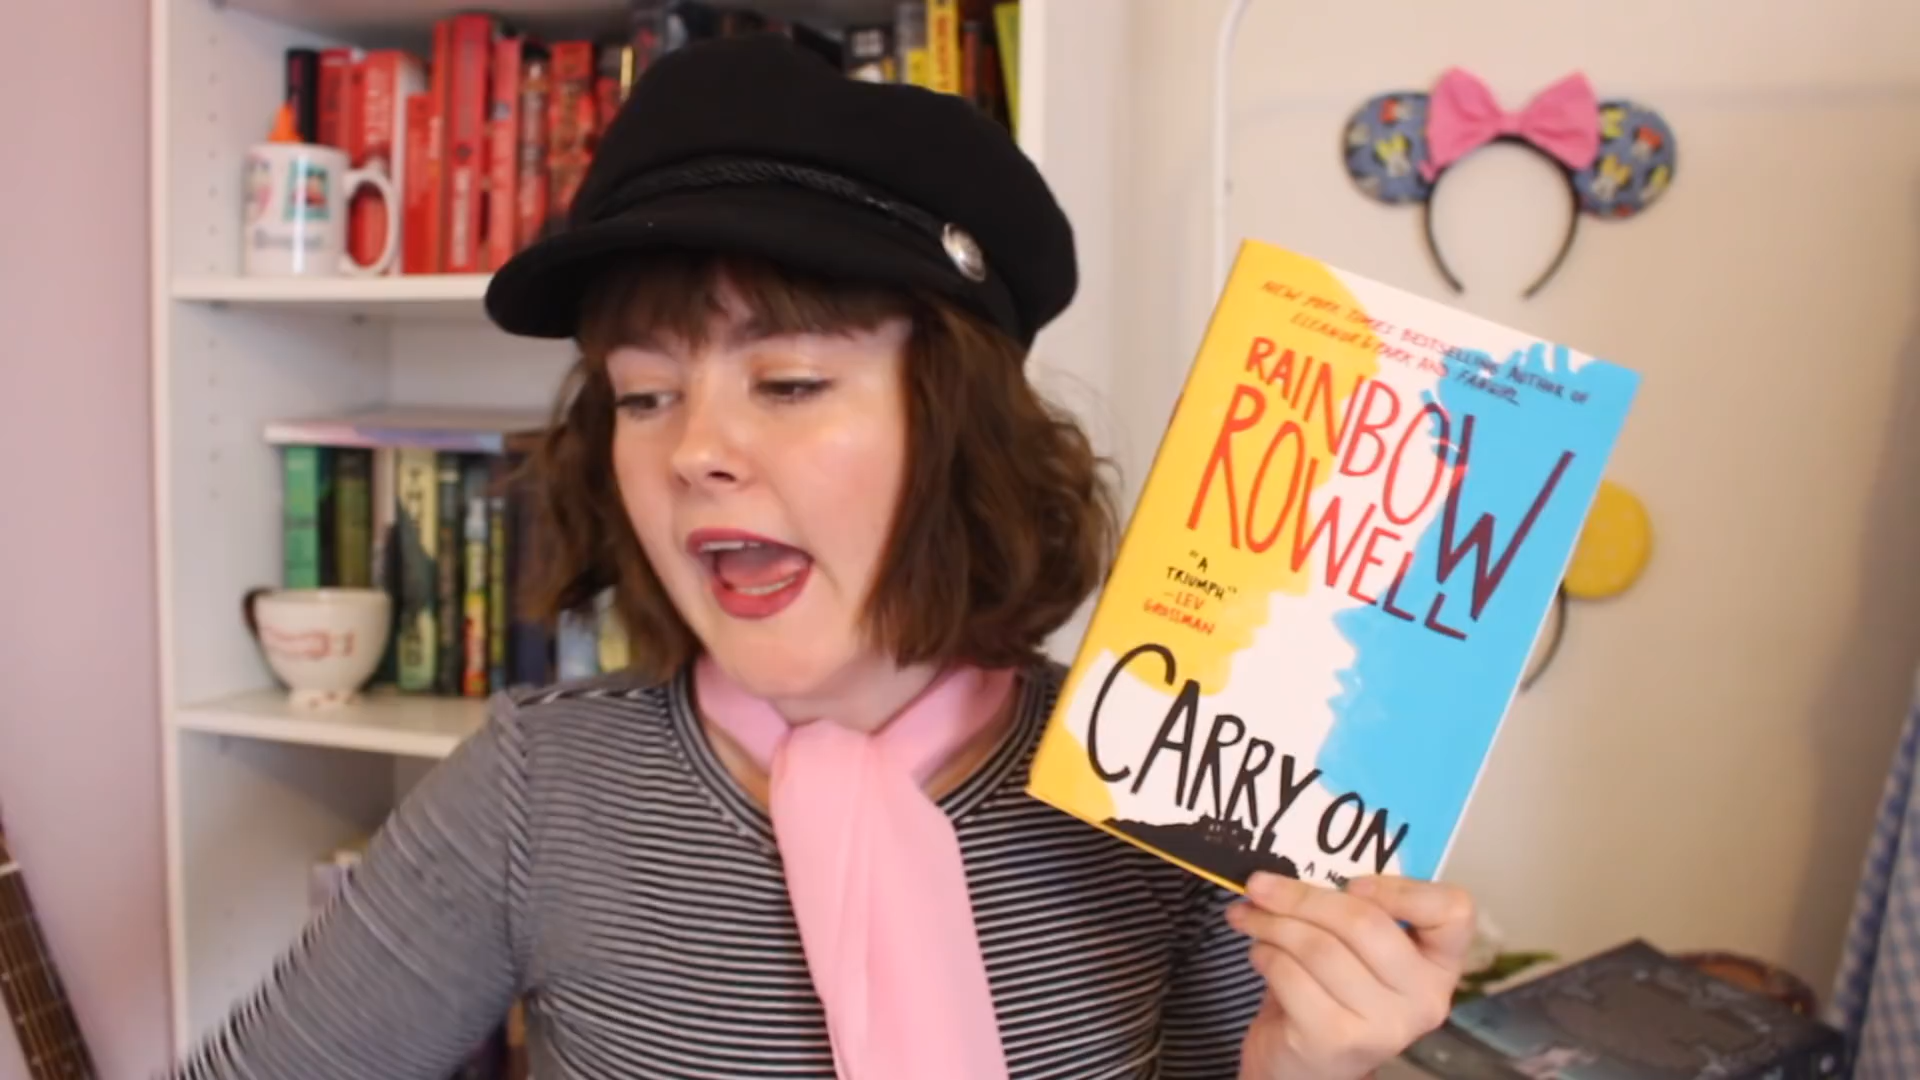 NEW YORK TIMES BESTSELLING AUTHOR OF
ELEANOR & PARK AND FANGIRL
RAINBOW
ROWELL
"A
TRIUMPH."
—LEV
GROSSMAN
CARRY ON
A